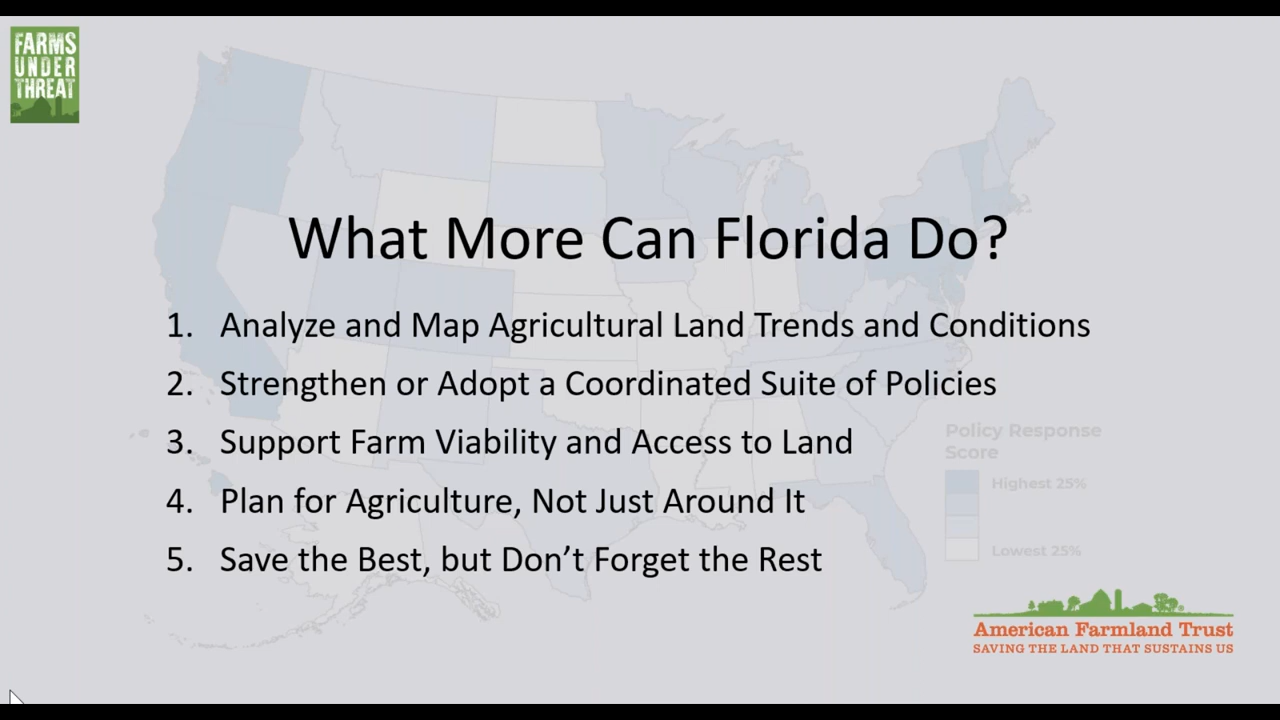 FARMS
UNDER
THREAT
What More Can Florida Do?
1. Analyze and Map Agricultural Land Trends and Conditions
2. Strengthen or Adopt a Coordinated Suite of Policies
3. Support Farm Viability and Access to Land
4. Plan for Agriculture, Not Just Around It
5. Save the Best, but Don’t Forget the Rest
Policy Response
Score
Highest 25%
Lowest 25%
American Farmland Trust
SAVING THE LAND THAT SUSTAINS US